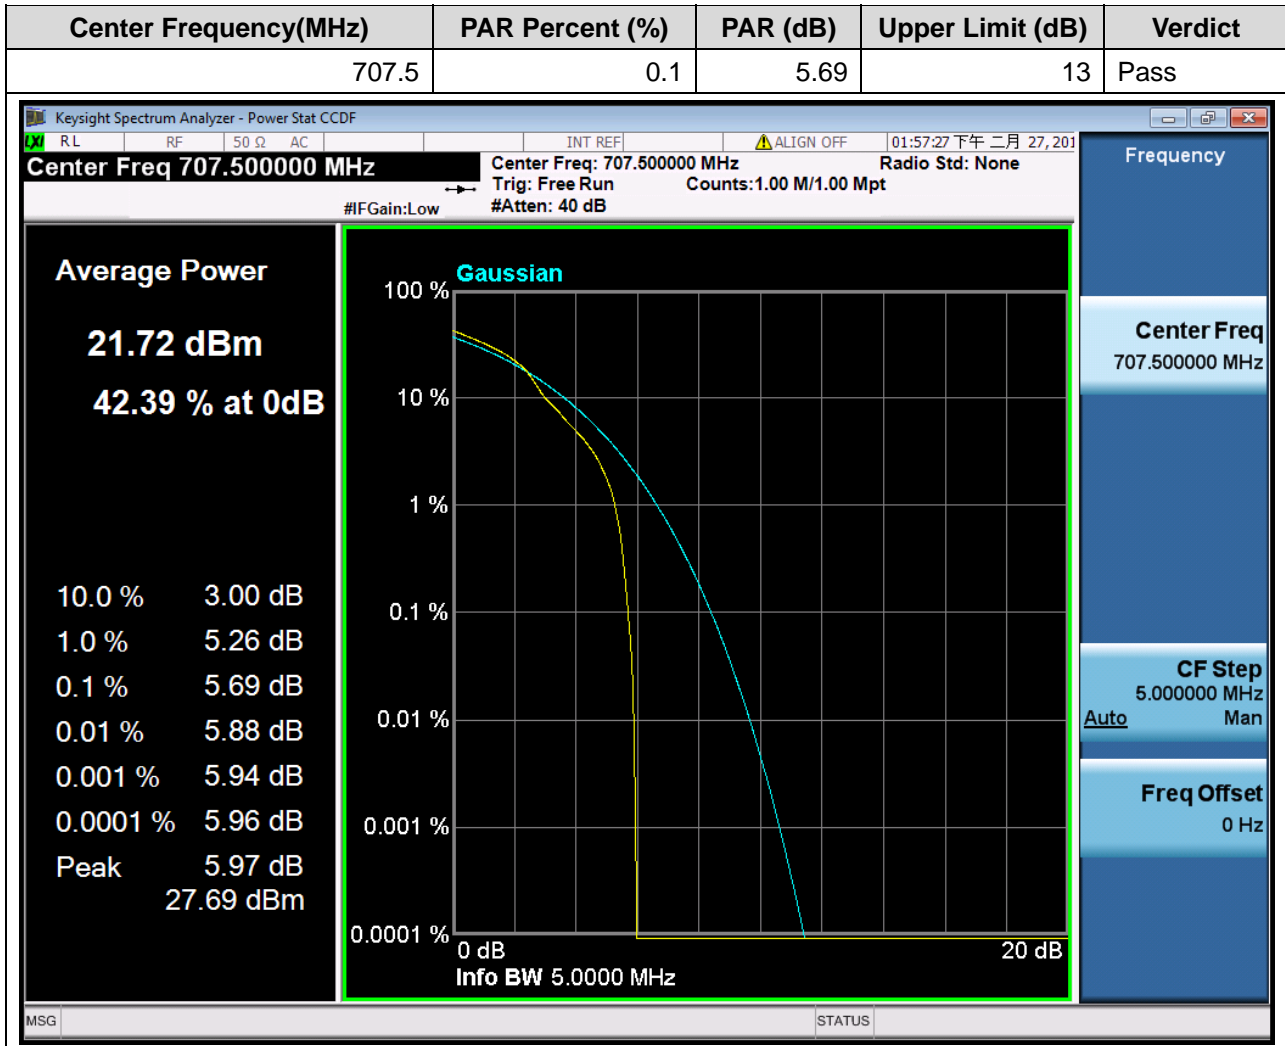 Center Frequency(MHz) PAR Percent (%) PAR (dB) Upper Limit (dB) Verdict
707.5 0.1 5.69 13 Pass
Keysight Spectrum Analyzer - Power Stat CCDF
LXI RL RF 50 Ω AC INT REF ALIGN OFF 01:57:27 下午 二月 27, 201
Center Freq 707.500000 MHz
Center Freq: 707.500000 MHz Radio Std: None
Trig: Free Run Counts:1.00 M/1.00 Mpt
#IFGain:Low #Atten: 40 dB
Average Power
21.72 dBm
42.39 % at 0dB
10.0 % 3.00 dB
1.0 % 5.26 dB
0.1 % 5.69 dB
0.01 % 5.88 dB
0.001 % 5.94 dB
0.0001 % 5.96 dB
Peak 5.97 dB
27.69 dBm
Gaussian
100 %
10 %
1 %
0.1 %
0.01 %
0.001 %
0.0001 %
0 dB 20 dB
Info BW 5.0000 MHz
Frequency
Center Freq
707.500000 MHz
CF Step
5.000000 MHz
Auto Man
Freq Offset
0 Hz
MSG STATUS